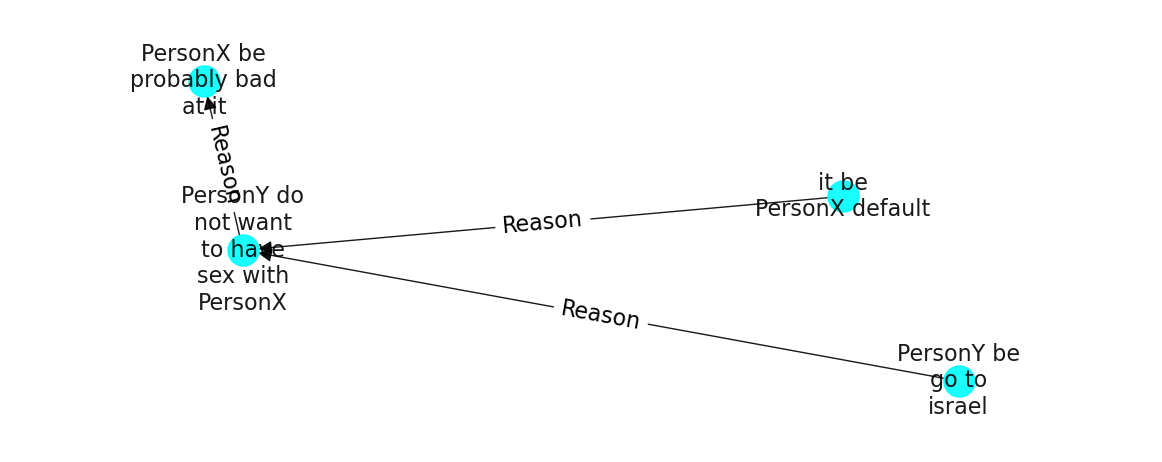 PersonX be
probably bad
at it
Reason
PersonY do
not want
to have
sex with
PersonX
Reason
it be
PersonX default
Reason
PersonY be
go to
israel